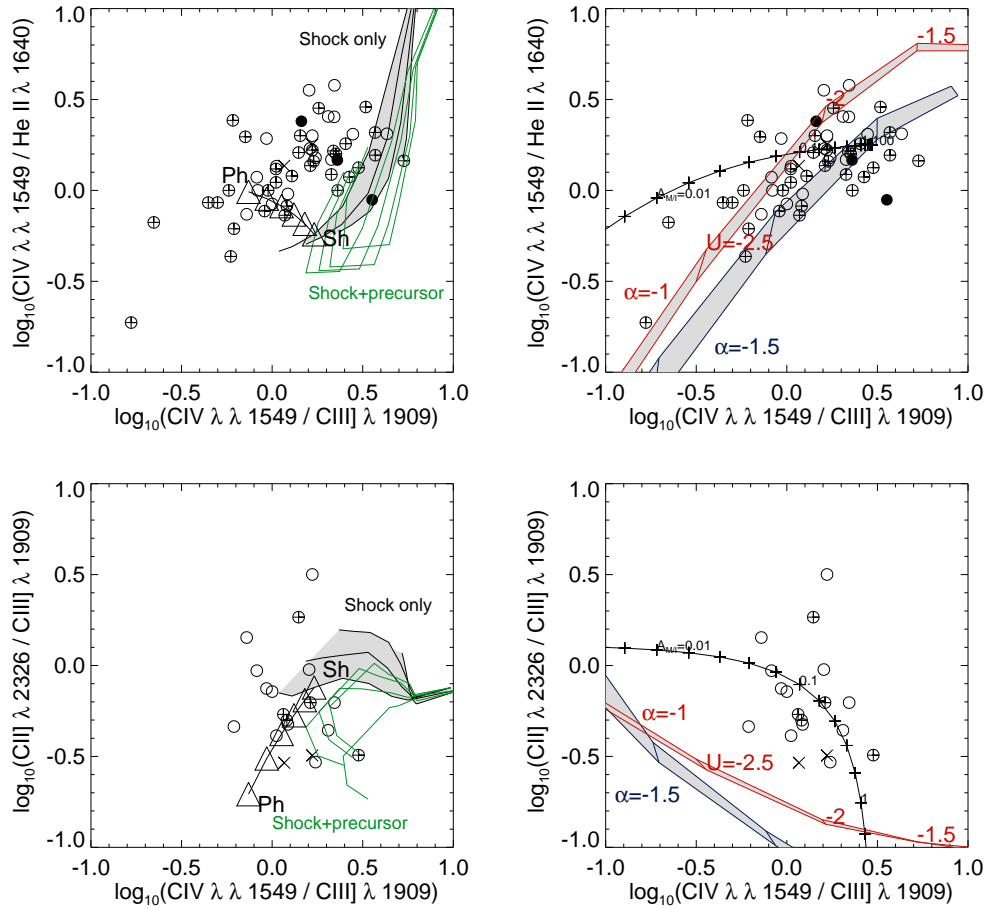 1.0
0.5
0.0
-0.5
-1.0
log10(CIV λ λ 1549 / He II λ 1640)
Shock only
Ph
Sh
Shock+precursor
-1.0 -0.5 0.0 0.5 1.0
log10(CIV λ λ 1549 / CIII] λ 1909)
1.0
0.5
0.0
-0.5
-1.0
log10(CIV λ λ 1549 / He II λ 1640)
-1.5
-2
AM/I=0.01
U=-2.5
α=-1
α=-1.5
-1.0 -0.5 0.0 0.5 1.0
log10(CIV λ λ 1549 / CIII] λ 1909)
1.0
0.5
0.0
-0.5
-1.0
log10(CII] λ 2326 / CIII] λ 1909)
Shock only
Sh
Ph
Shock+precursor
-1.0 -0.5 0.0 0.5 1.0
log10(CIV λ λ 1549 / CIII] λ 1909)
1.0
0.5
0.0
-0.5
-1.0
log10(CII] λ 2326 / CIII] λ 1909)
AM/I=0.01
0.1
1
α=-1
U=-2.5
α=-1.5
-2
-1.5
-1.0 -0.5 0.0 0.5 1.0
log10(CIV λ λ 1549 / CIII] λ 1909)